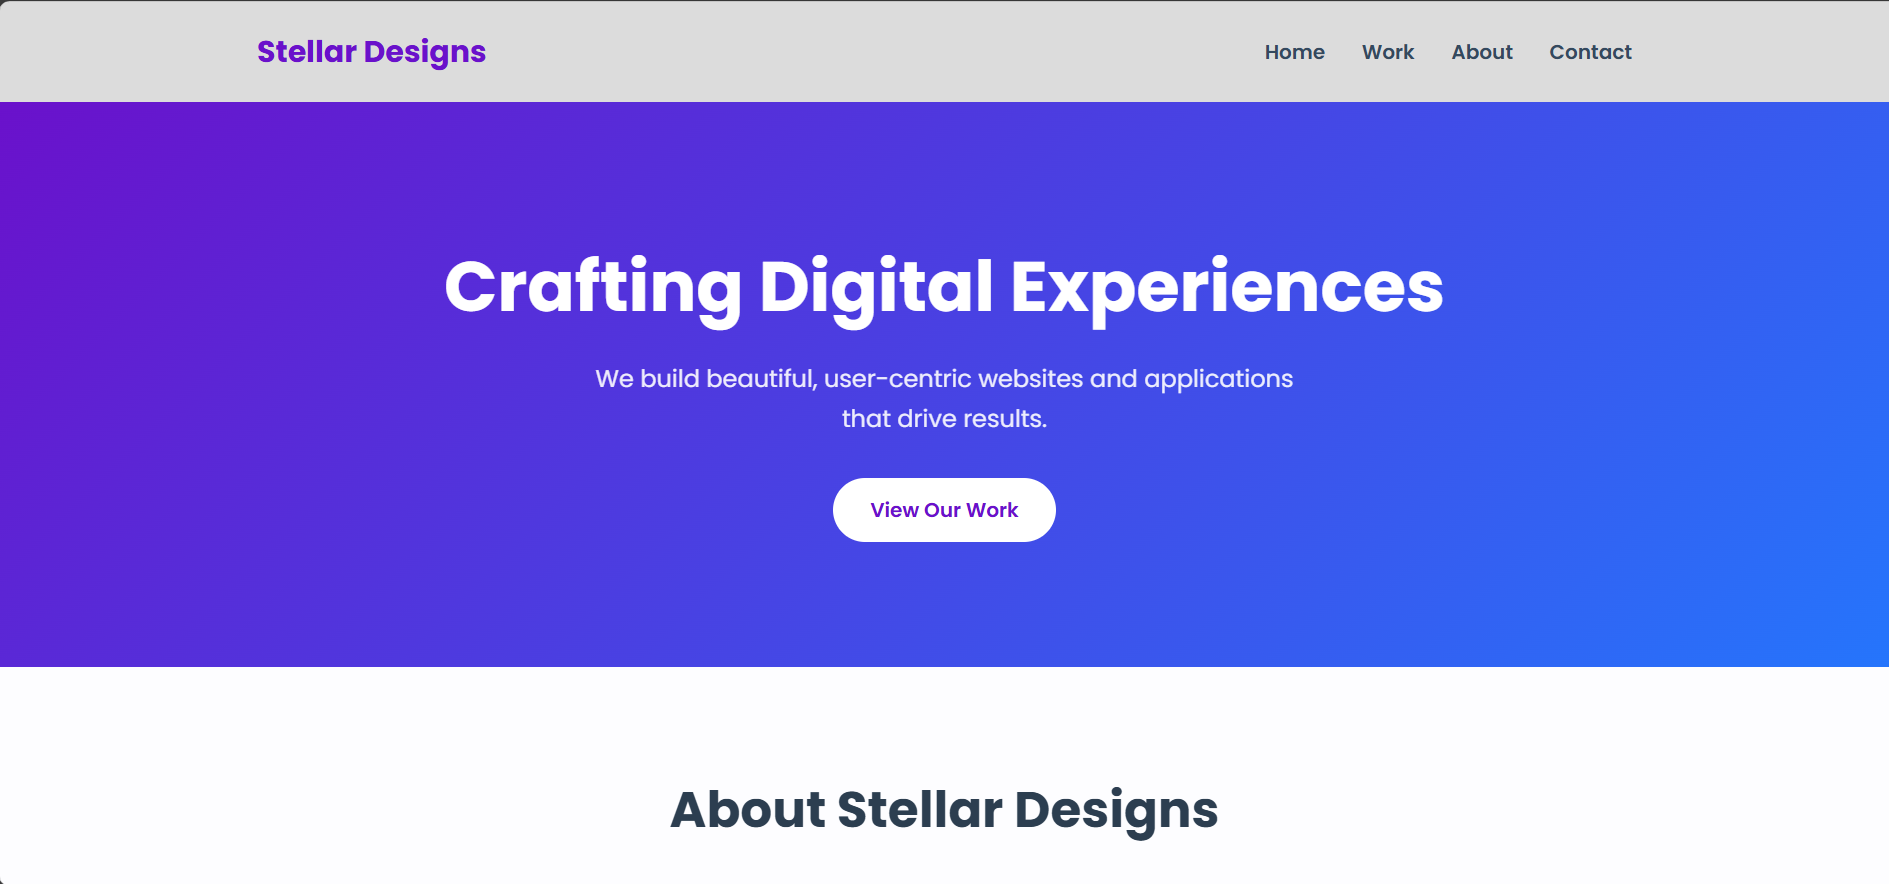 Stellar Designs
Home Work About Contact
Crafting Digital Experiences
We build beautiful, user-centric websites and applications
that drive results.
View Our Work
About Stellar Designs